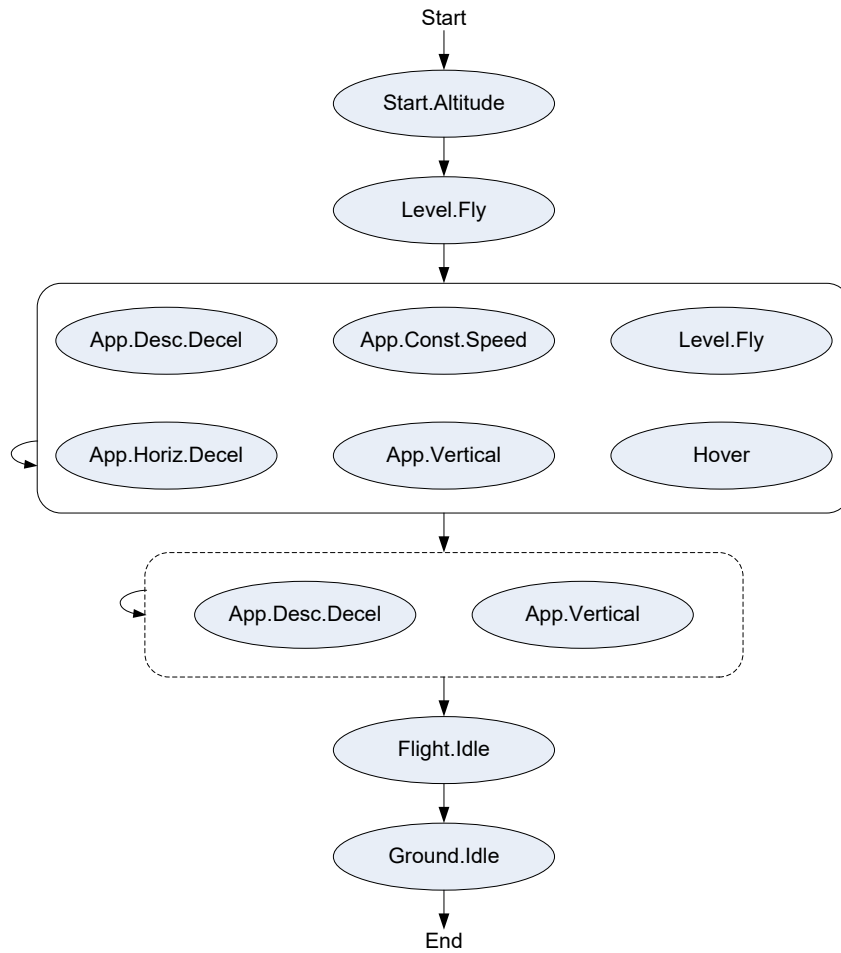 Start
Start.Altitude
Level.Fly
App.Desc.Decel
App.Const.Speed
Level.Fly
App.Horiz.Decel
App.Vertical
Hover
App.Desc.Decel
App.Vertical
Flight.Idle
Ground.Idle
End